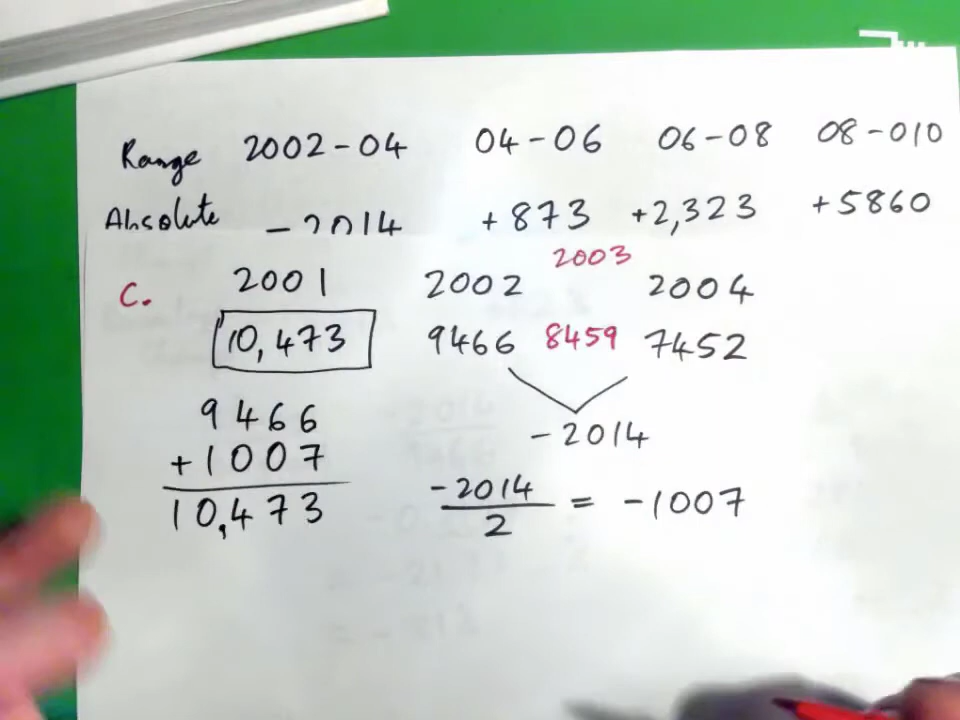 Range 2002-04 04-06 06-08 08-010
Absolute -2014 +873 +2,323 +5860
2003
C. 2001 2002 2004
10,473 9466 8459 7452
9466
+1007
10,473
-2014
-2014/2 = -1007